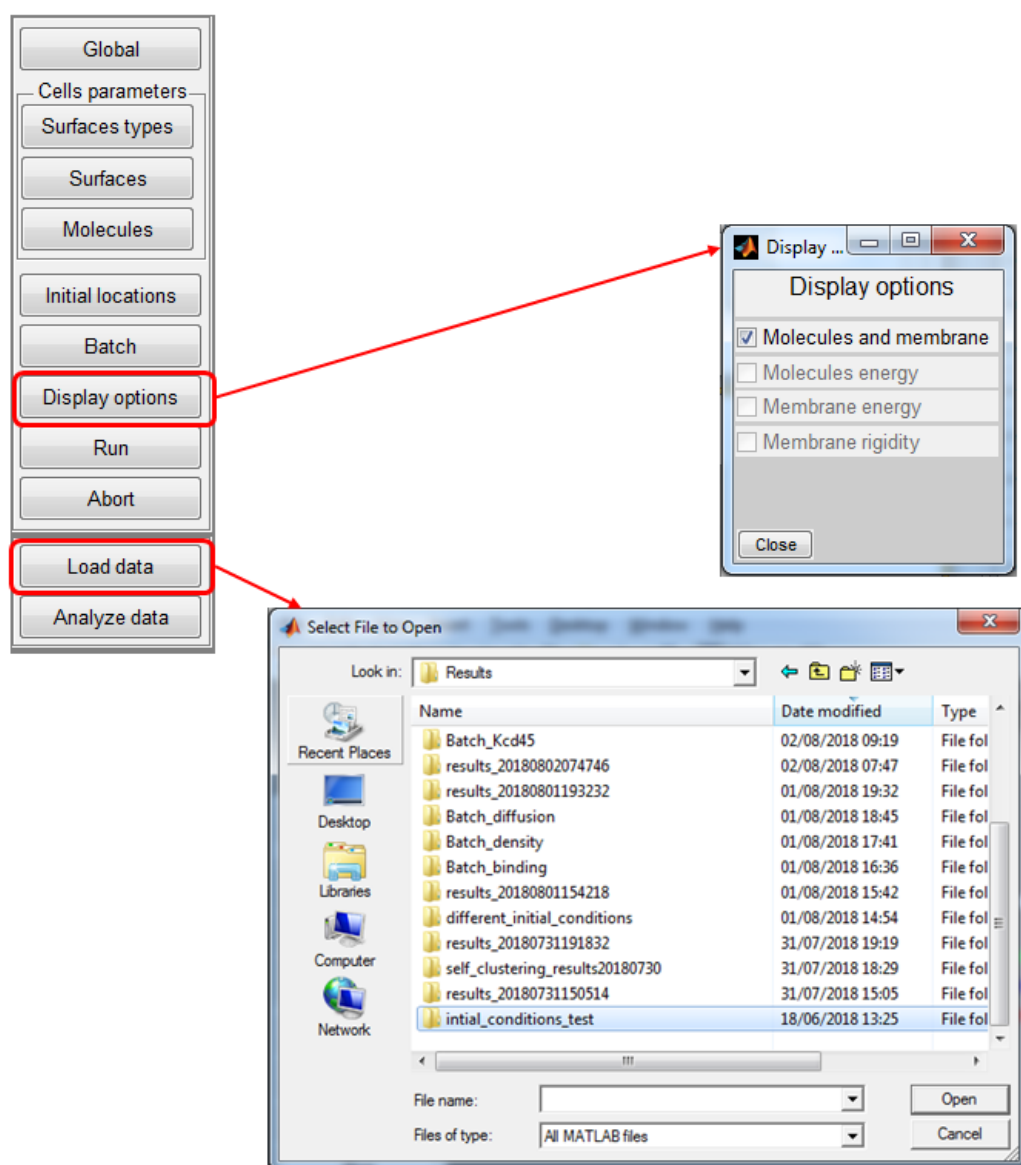 Global
Cells parameters
Surfaces types
Surfaces
Molecules
Initial locations
Batch
Display options
Run
Abort
Load data
Analyze data
Display ...
Display options
Molecules and membrane
Molecules energy
Membrane energy
Membrane rigidity
Close
Select File to Open
Look in: Results
Recent Places
Desktop
Libraries
Computer
Network
Name Date modified Type
Batch_Kcd45 02/08/2018 09:19 File fol
results_20180802074746 02/08/2018 07:47 File fol
results_20180801193232 01/08/2018 19:32 File fol
Batch_diffusion 01/08/2018 18:45 File fol
Batch_density 01/08/2018 17:41 File fol
Batch_binding 01/08/2018 16:36 File fol
results_20180801154218 01/08/2018 15:42 File fol
different_initial_conditions 01/08/2018 14:54 File fol
results_20180731191832 31/07/2018 19:19 File fol
self_clustering_results20180730 31/07/2018 18:29 File fol
results_20180731150514 31/07/2018 15:05 File fol
intial_conditions_test 18/06/2018 13:25 File fol
File name: Open
Files of type: All MATLAB files Cancel